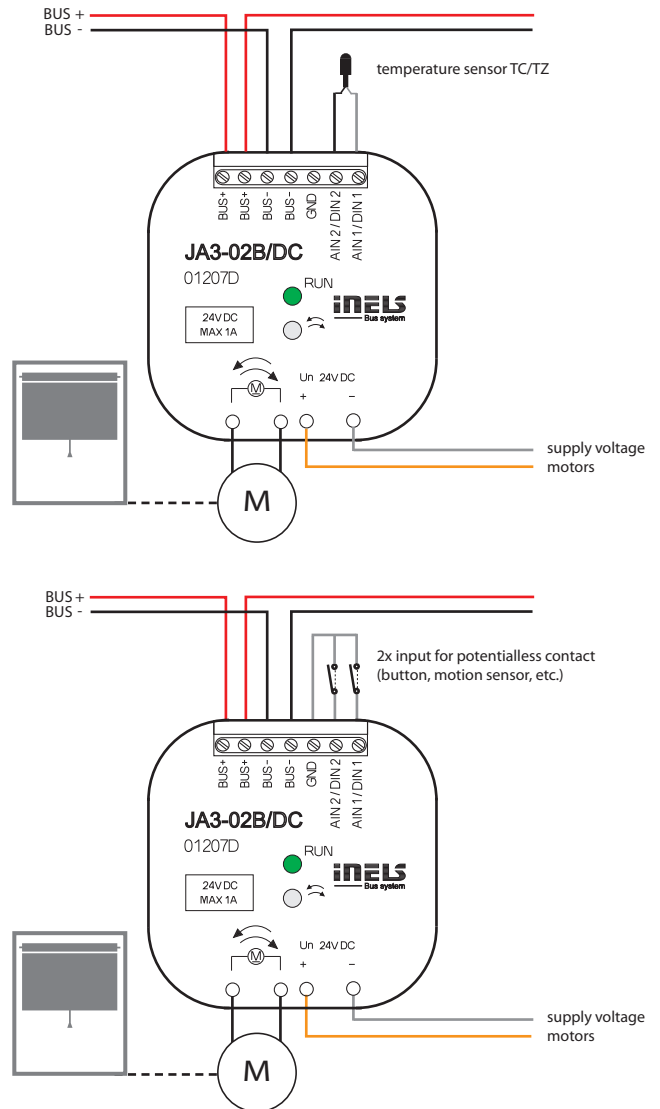 BUS +
BUS -
temperature sensor TC/TZ
BUS+
BUS+
BUS-
BUS-
GND
AIN 2 / DIN 2
AIN 1 / DIN 1
JA3-02B/DC
01207D
RUN
24V DC
MAX 1A
iNELS
Bus system
M
Un 24V DC
+ –
supply voltage
motors
M
BUS +
BUS -
2x input for potentialless contact
(button, motion sensor, etc.)
BUS+
BUS+
BUS-
BUS-
GND
AIN 2 / DIN 2
AIN 1 / DIN 1
JA3-02B/DC
01207D
RUN
24V DC
MAX 1A
iNELS
Bus system
M
Un 24V DC
+ –
supply voltage
motors
M